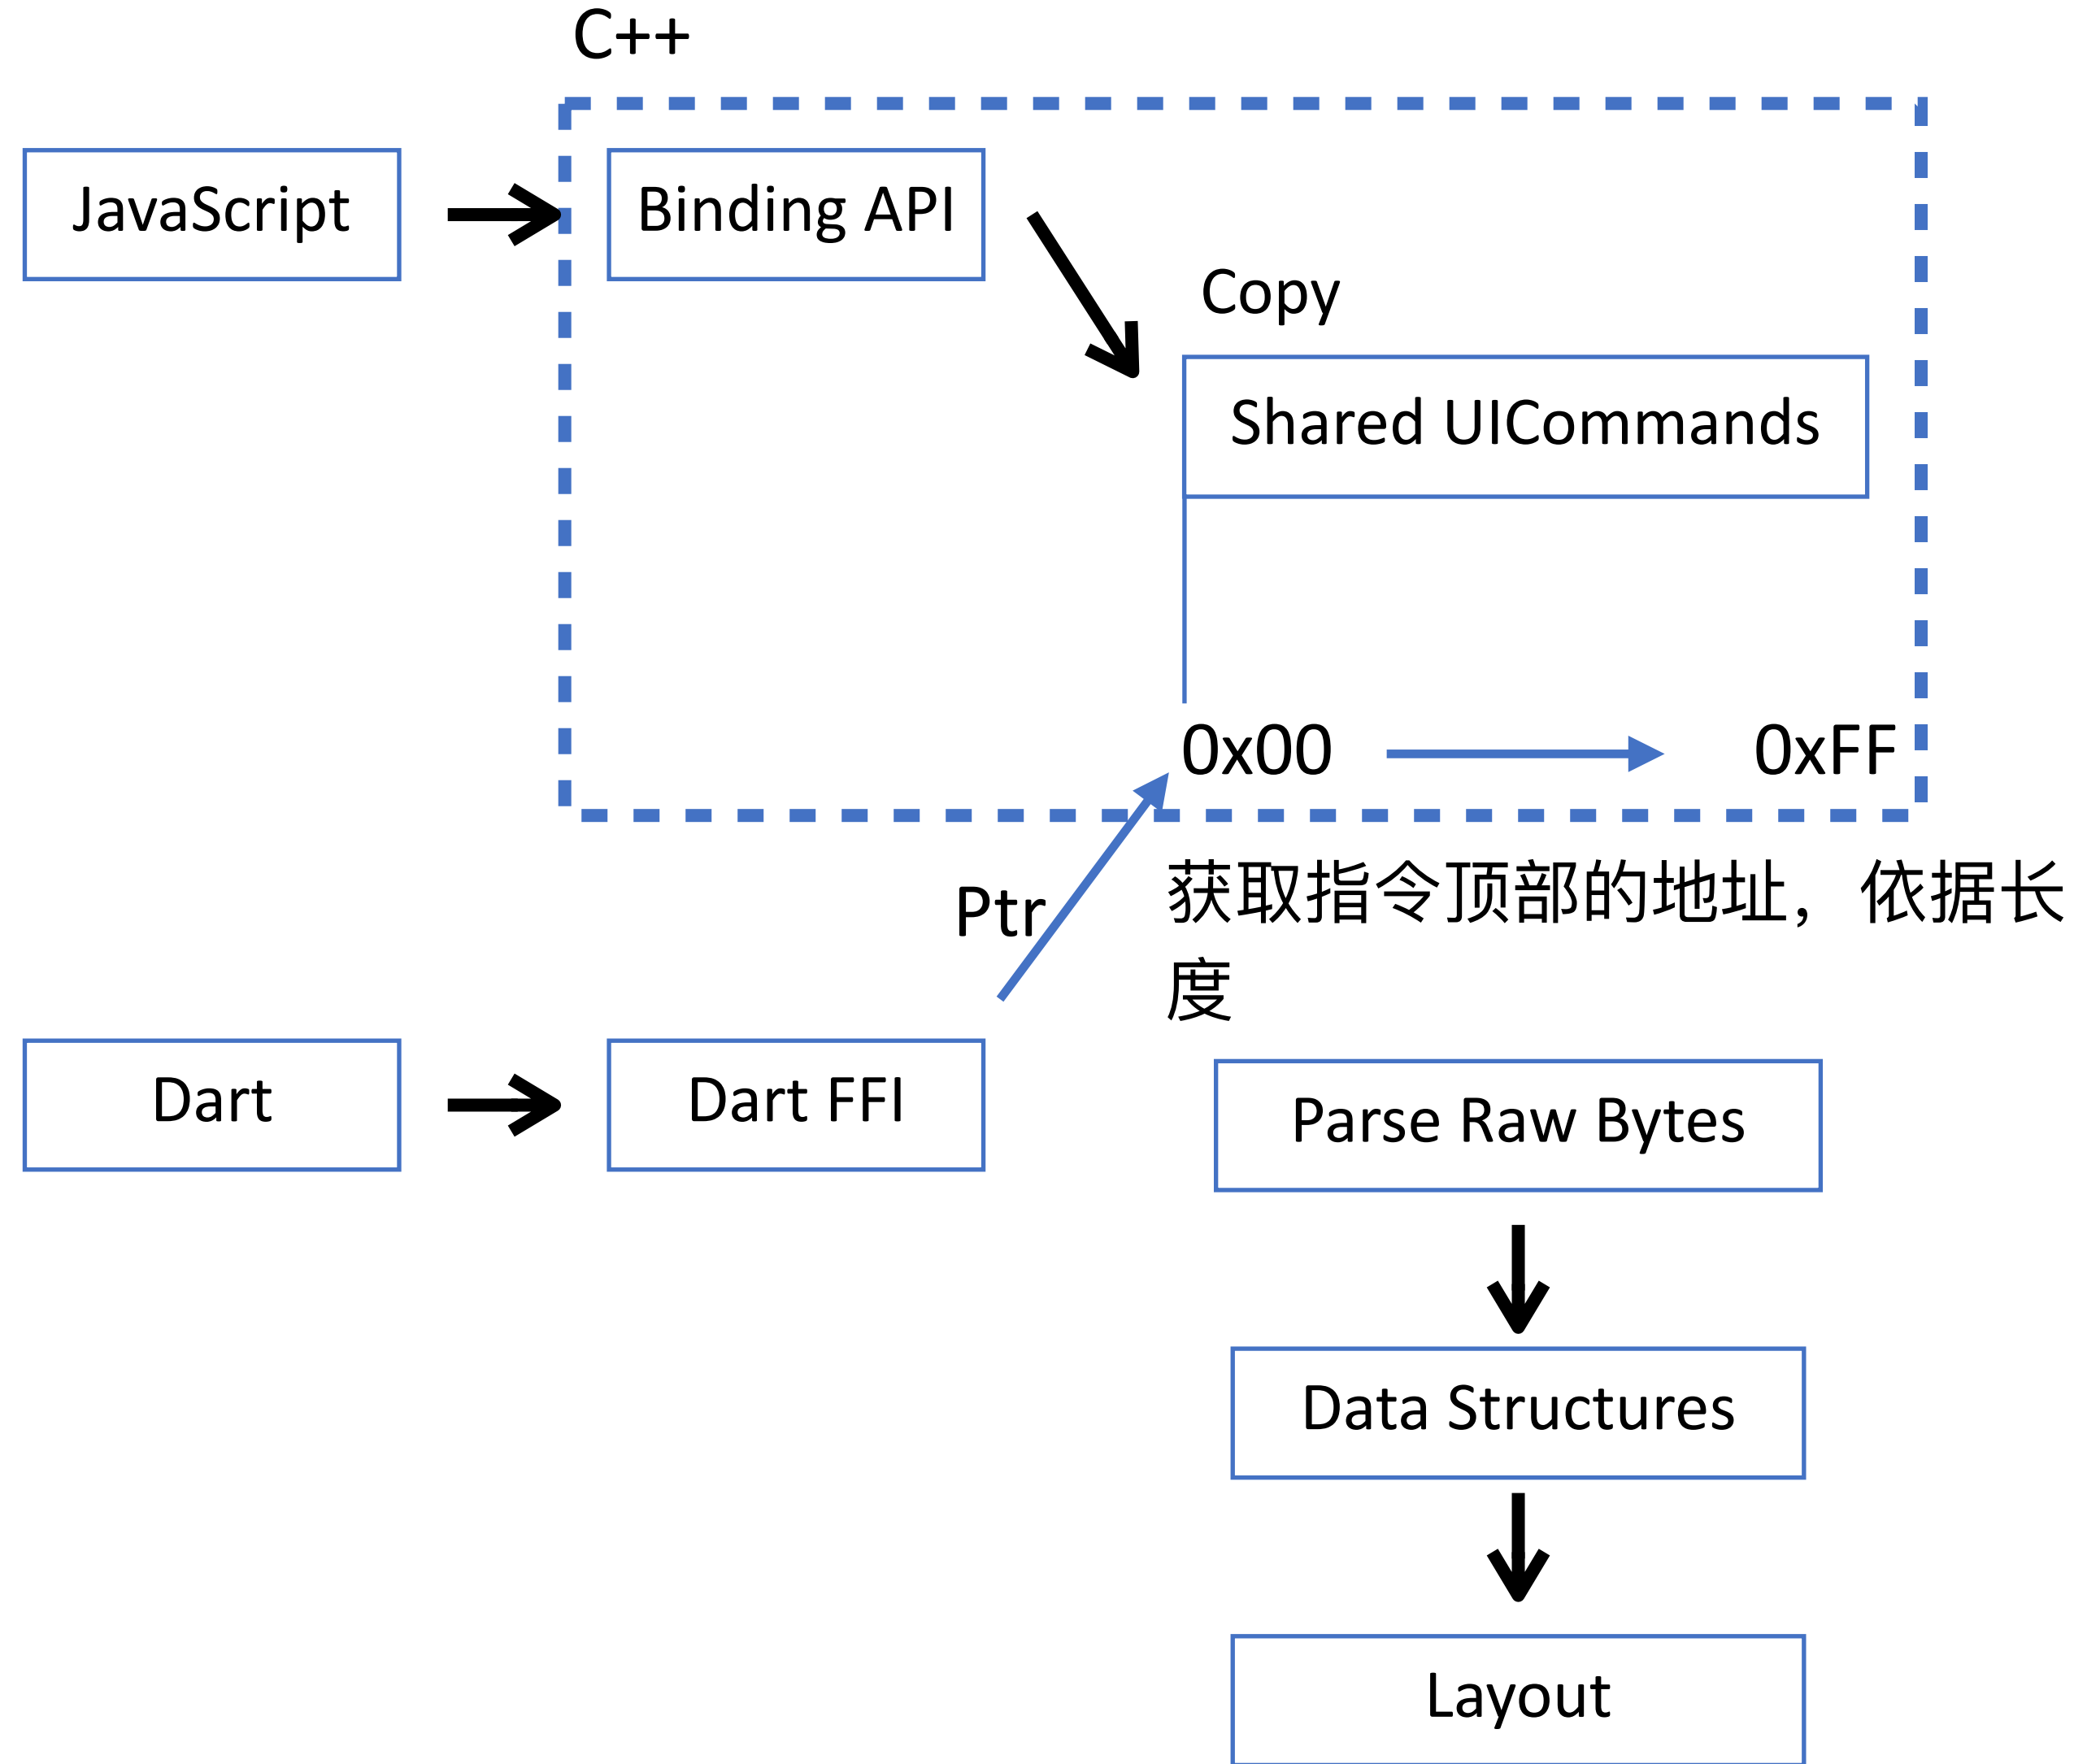 C++
JavaScript
Binding API
Copy
Shared UICommands
0x00
0xFF
Ptr
获取指令顶部的地址，依据长
度
Dart
Dart FFI
Parse Raw Bytes
Data Structures
Layout